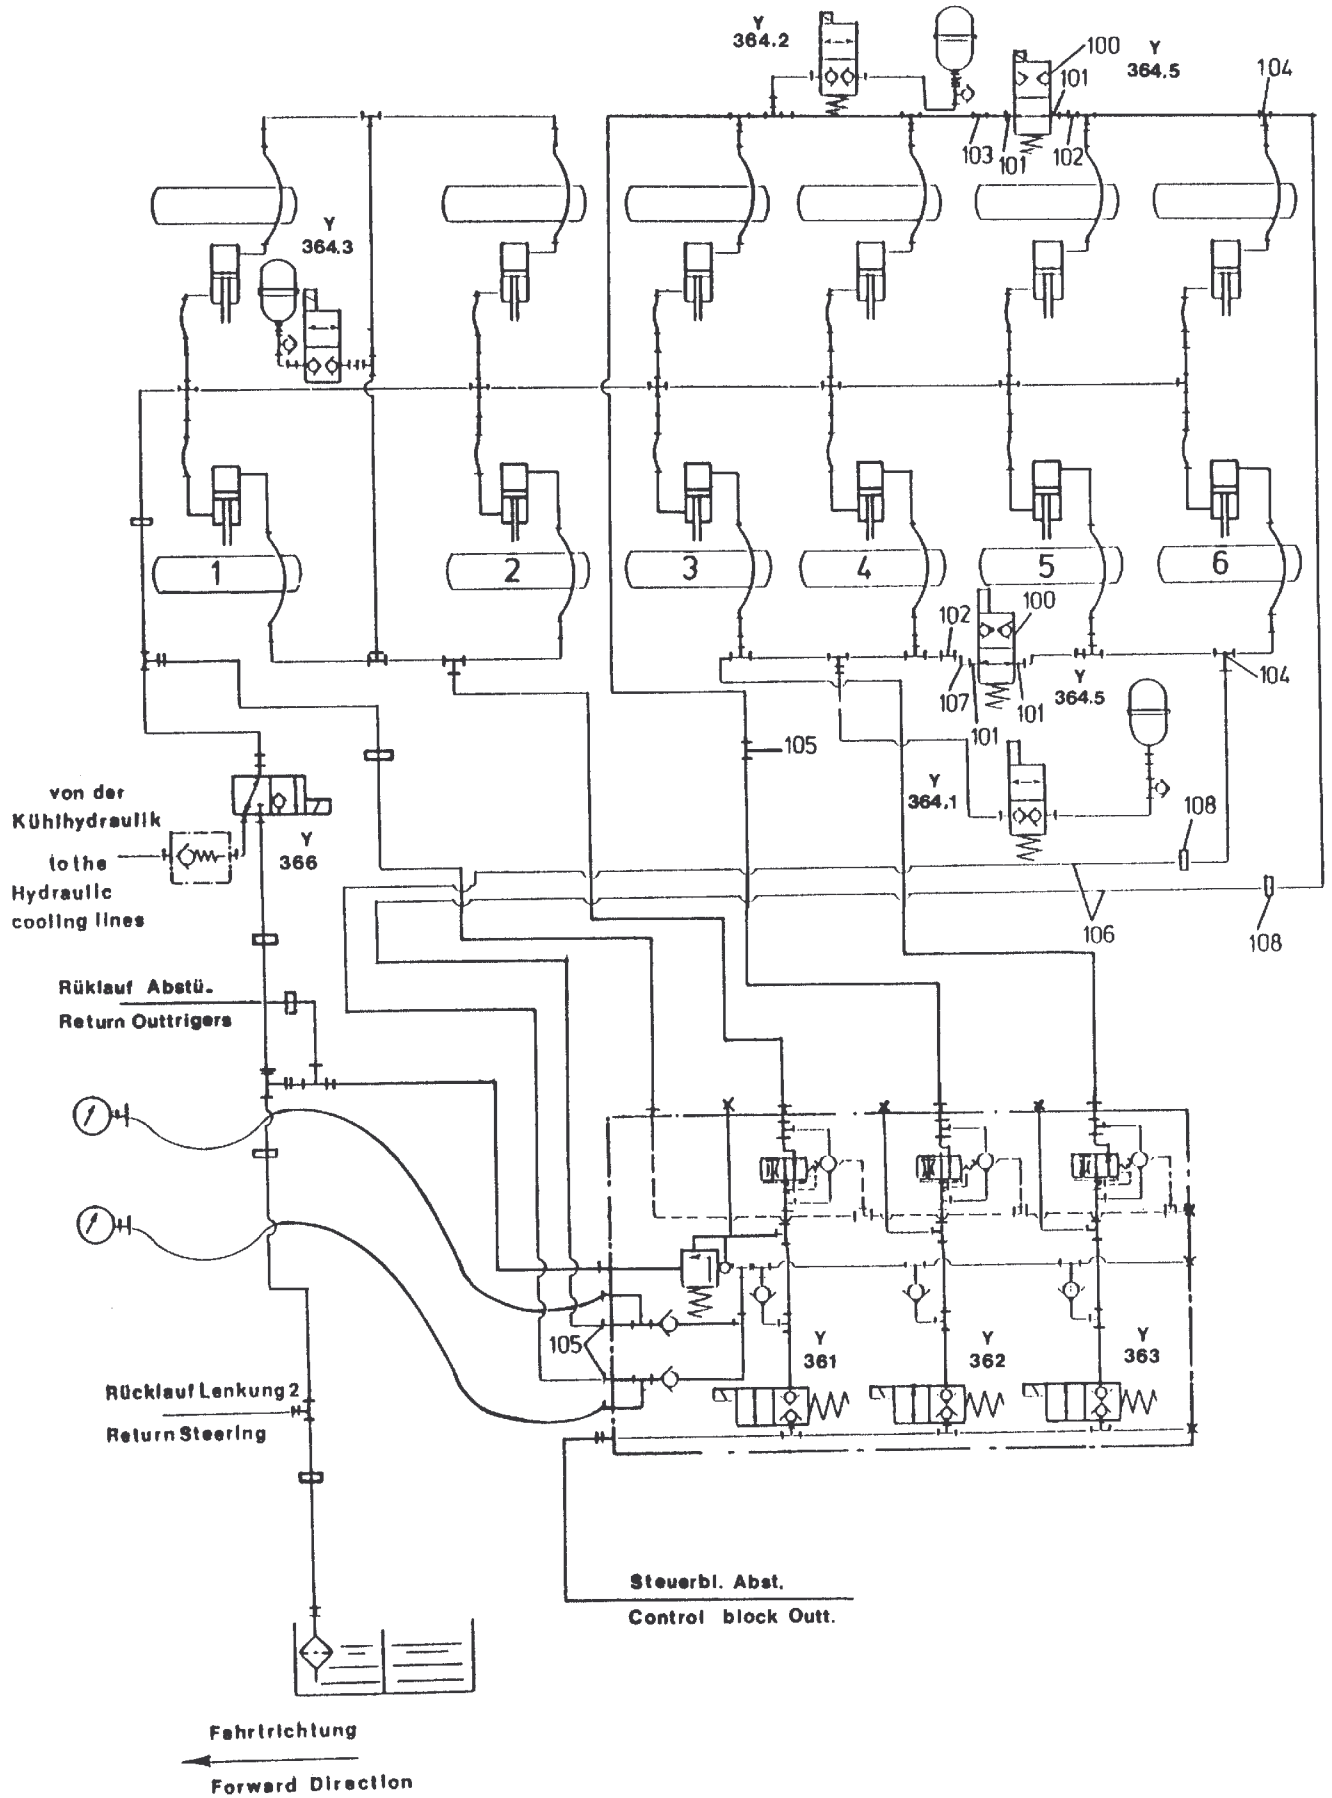 Y
364.2
100
Y
364.5
101
104
103
101
102
Y
364.3
1
2
3
4
5
6
100
102
107
101
101
Y
364.5
104
105
Y
364.1
108
von der
Kühlhydraulik
to the
Hydraulic
cooling lines
Y
366
106
108
Rüklauf Abstü.
Return Outtrigers
105
Y
361
Y
362
Y
363
Rücklauf Lenkung 2
Return Steering
Steuerbl. Abst.
Control block Outt.
Fahrtrichtung
Forward Direction